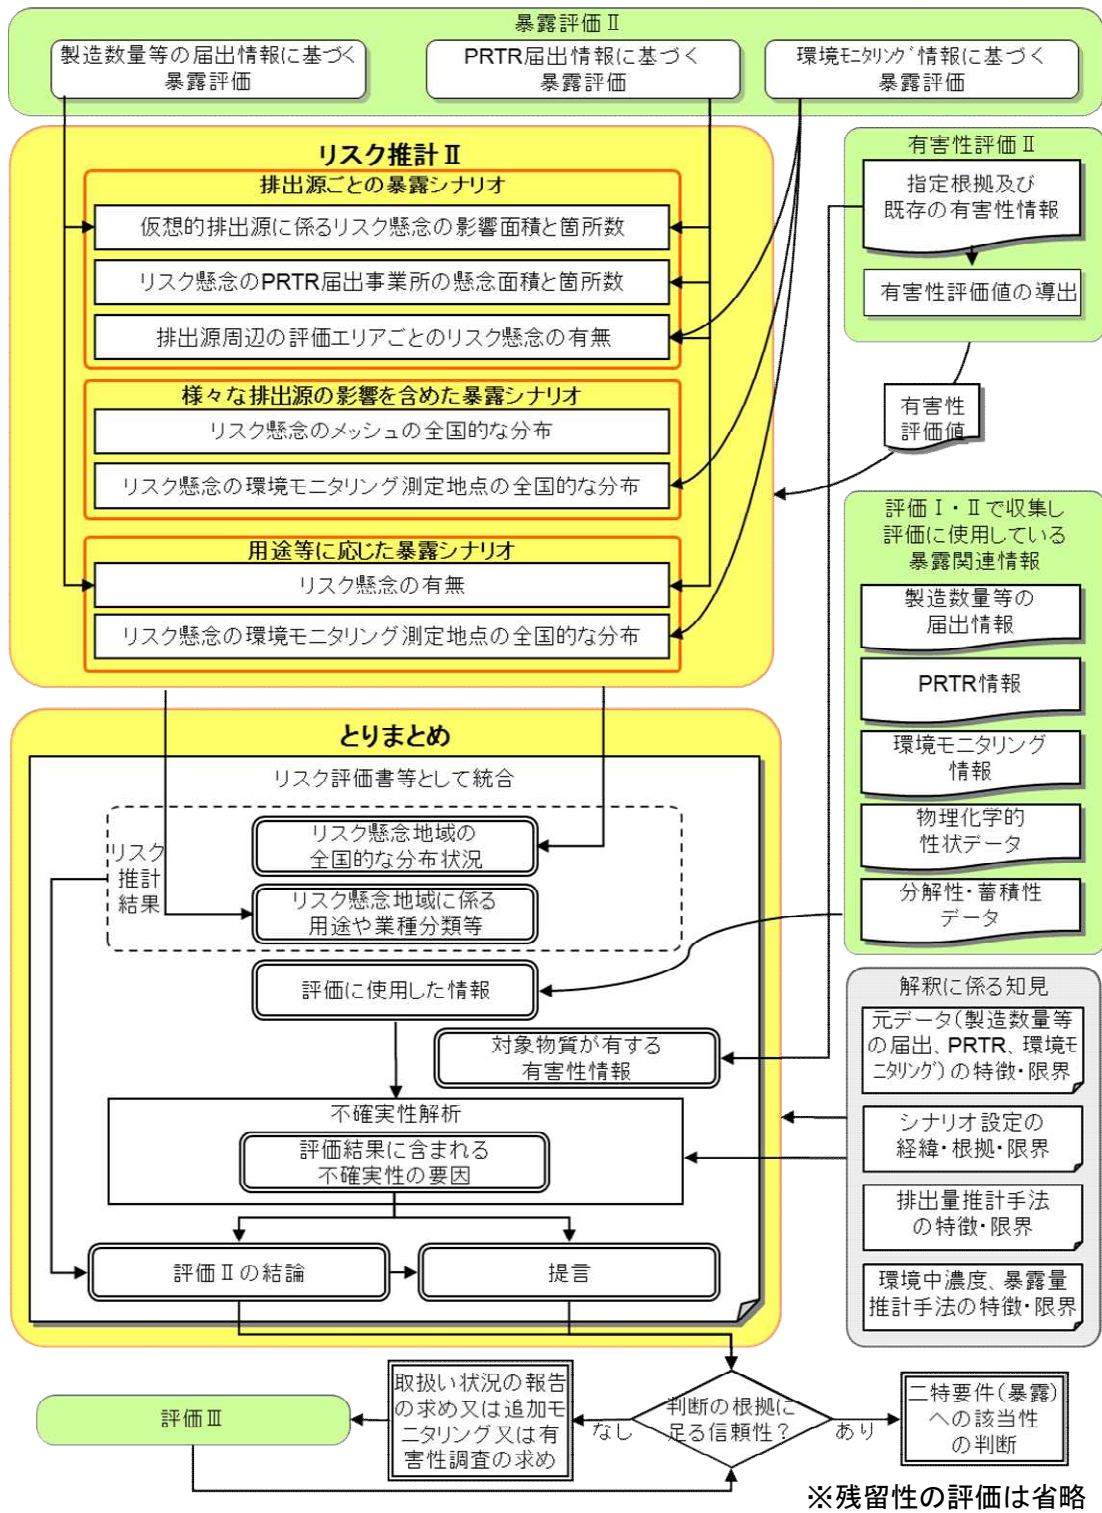 暴露評価Ⅱ
製造数量等の届出情報に基づく
暴露評価
PRTR届出情報に基づく
暴露評価
環境ﾓﾆﾀﾘﾝｸﾞ情報に基づく
暴露評価
リスク推計Ⅱ
排出源ごとの暴露シナリオ
仮想的排出源に係るリスク懸念の影響面積と箇所数
リスク懸念のPRTR届出事業所の懸念面積と箇所数
排出源周辺の評価エリアごとのリスク懸念の有無
様々な排出源の影響を含めた暴露シナリオ
リスク懸念のメッシュの全国的な分布
リスク懸念の環境モニタリング測定地点の全国的な分布
用途等に応じた暴露シナリオ
リスク懸念の有無
リスク懸念の環境モニタリング測定地点の全国的な分布
有害性評価Ⅱ
指定根拠及び
既存の有害性情報
有害性評価値の導出
有害性
評価値
評価Ⅰ・Ⅱで収集し
評価に使用している
暴露関連情報
製造数量等の
届出情報
PRTR情報
環境モニタリング
情報
物理化学的
性状データ
分解性・蓄積性
データ
とりまとめ
リスク評価書等として統合
リスク
推計
結果
リスク懸念地域の
全国的な分布状況
リスク懸念地域に係る
用途や業種分類等
評価に使用した情報
対象物質が有する
有害性情報
不確実性解析
評価結果に含まれる
不確実性の要因
評価Ⅱの結論
提言
解釈に係る知見
元データ(製造数量等
の届出、PRTR、環境ﾓ
ﾆﾀﾘﾝｸﾞ)の特徴・限界
シナリオ設定の
経緯・根拠・限界
排出量推計手法
の特徴・限界
環境中濃度、暴露量
推計手法の特徴・限界
評価Ⅲ
取扱い状況の報告
の求め又は追加モ
ニタリング又は有
害性調査の求め
なし
判断の根拠に
足る信頼性？
あり
二特要件(暴露)
への該当性
の判断
※残留性の評価は省略